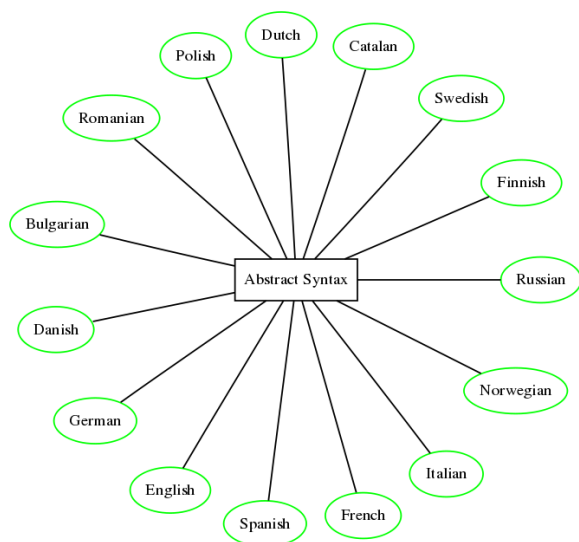 Dutch
Catalan
Polish
Swedish
Romanian
Finnish
Bulgarian
Abstract Syntax
Russian
Danish
Norwegian
German
Italian
English
French
Spanish